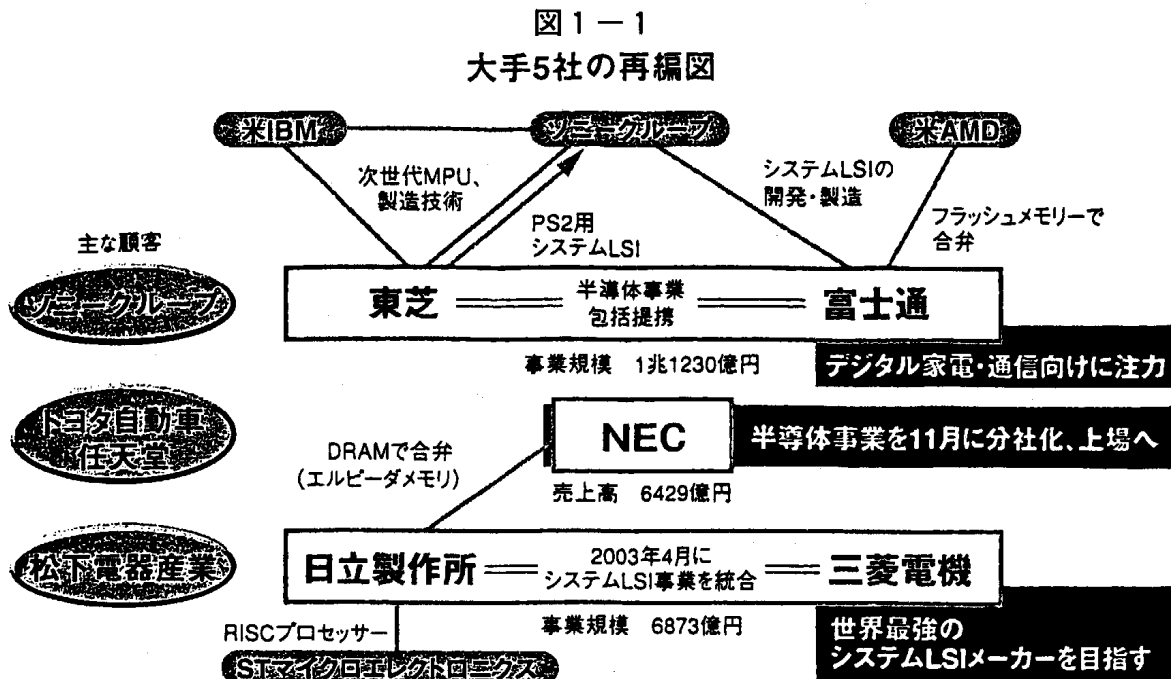 図1－1
大手5社の再編図
米IBM
ソニーグループ
米AMD
次世代MPU、
製造技術
システムLSIの
開発・製造
PS2用
システムLSI
フラッシュメモリーで
合弁
主な顧客
ソニーグループ
東芝
半導体事業
包括提携
富士通
事業規模　1兆1230億円
デジタル家電・通信向けに注力
トヨタ自動車
任天堂
DRAMで合弁
(エルピーダメモリ)
NEC
半導体事業を11月に分社化、上場へ
売上高　6429億円
松下電器産業
日立製作所
2003年4月に
システムLSI事業を統合
三菱電機
事業規模　6873億円
RISCプロセッサー
STマイクロエレクトロニクス
世界最強の
システムLSIメーカーを目指す